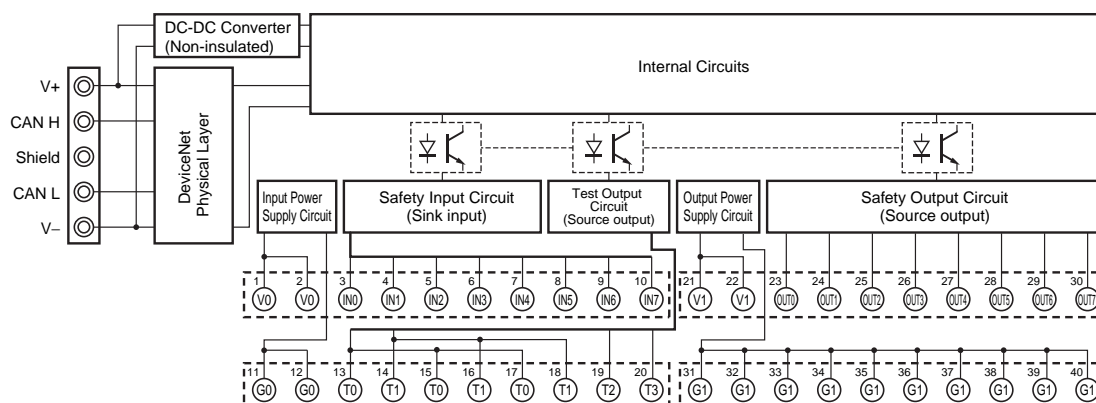 DC-DC Converter
(Non-insulated)
Internal Circuits
V+
CAN H
Shield
CAN L
V–
DeviceNet
Physical Layer
Input Power
Supply Circuit
Safety Input Circuit
(Sink input)
Test Output
Circuit
(Source output)
Output Power
Supply Circuit
Safety Output Circuit
(Source output)
1 2 3 4 5 6 7 8 9 10 21 22 23 24 25 26 27 28 29 30
V0 V0 IN0 IN1 IN2 IN3 IN4 IN5 IN6 IN7 V1 V1 OUT0 OUT1 OUT2 OUT3 OUT4 OUT5 OUT6 OUT7
11 12 13 14 15 16 17 18 19 20 31 32 33 34 35 36 37 38 39 40
G0 G0 T0 T1 T0 T1 T0 T1 T2 T3 G1 G1 G1 G1 G1 G1 G1 G1 G1 G1